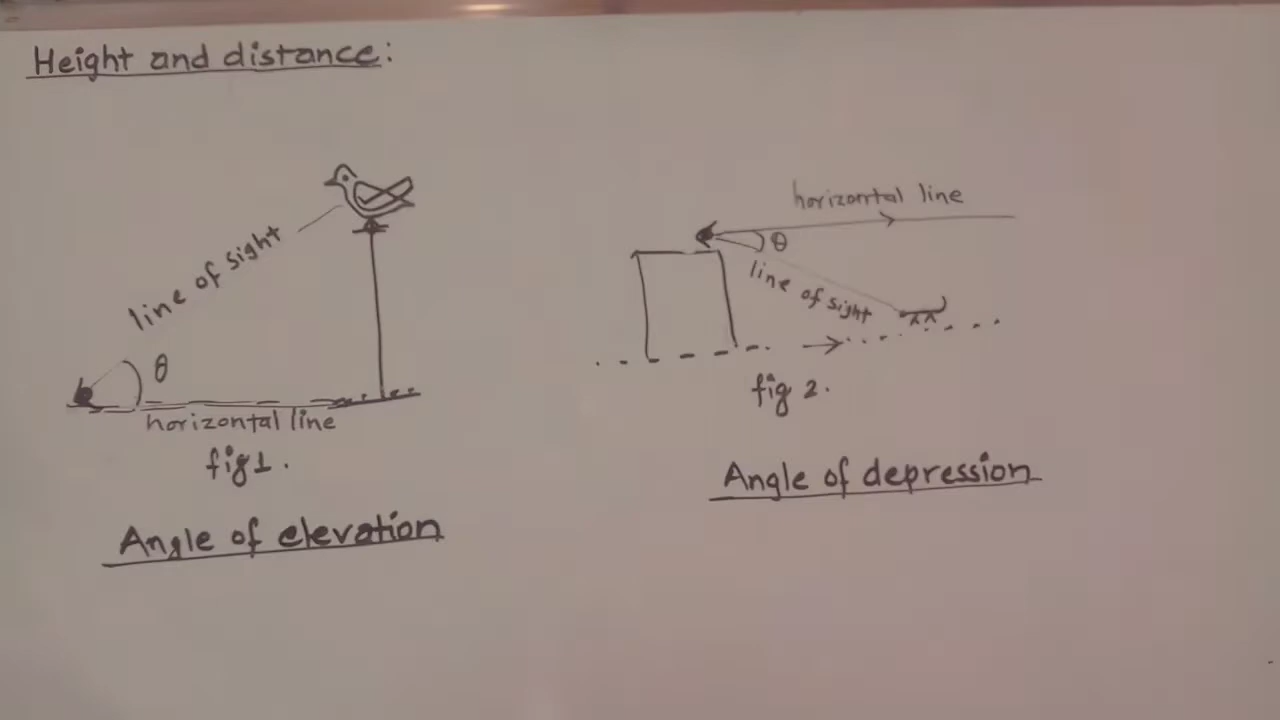 Height and distance:
line of sight
θ
horizontal line
fig 1.
Angle of elevation
horizontal line
θ
line of sight
fig 2.
Angle of depression